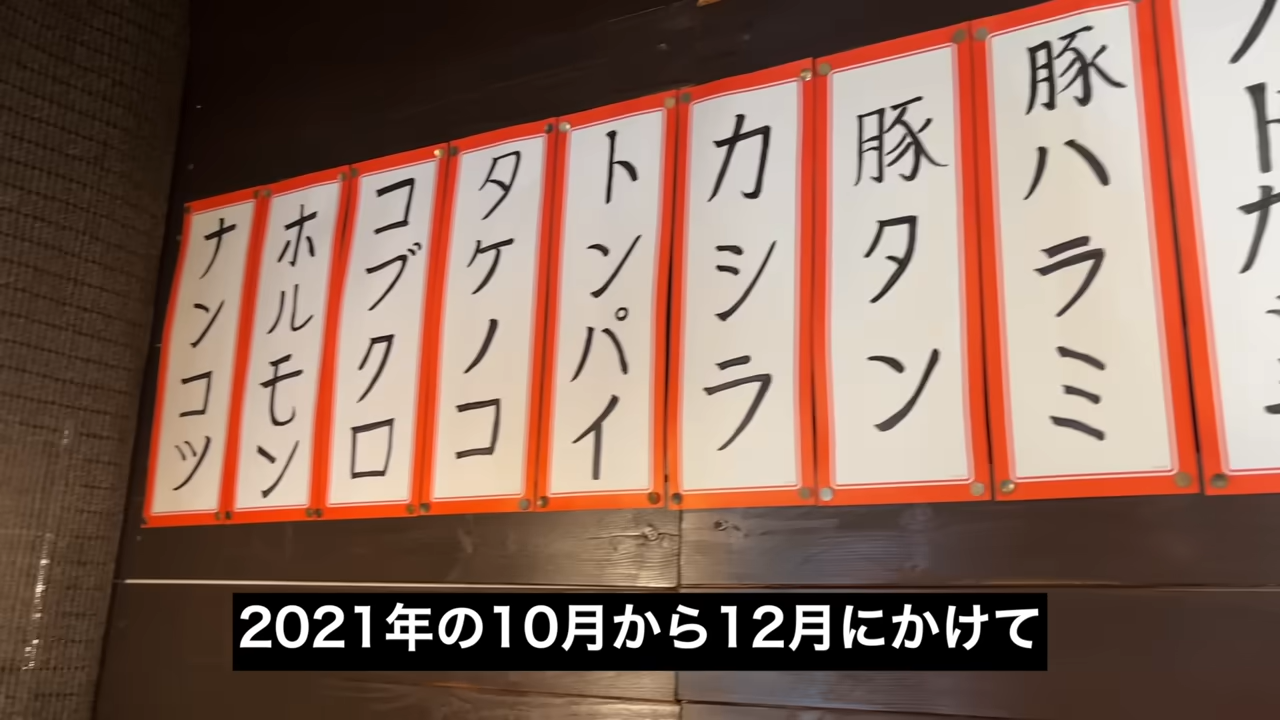 豚ハラミ
豚タン
カシラ
トンパイ
タケノコ
コブクロ
ホルモン
ナンコツ
2021年の10月から12月にかけて